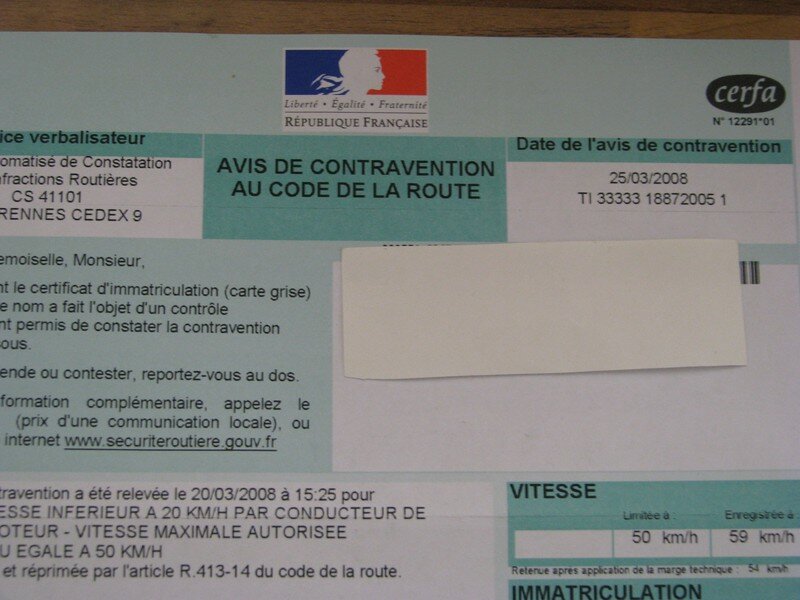 Liberté • Égalité • Fraternité
RÉPUBLIQUE FRANÇAISE
cerfa
N° 12291*01
ice verbalisateur
omatisé de Constatation
nfractions Routières
CS 41101
RENNES CEDEX 9
AVIS DE CONTRAVENTION
AU CODE DE LA ROUTE
Date de l'avis de contravention
25/03/2008
TI 33333 18872005 1
emoiselle, Monsieur,
nt le certificat d'immatriculation (carte grise)
e nom a fait l'objet d'un contrôle
nt permis de constater la contravention
sous.
ende ou contester, reportez-vous au dos.
formation complémentaire, appelez le
(prix d'une communication locale), ou
internet www.securiteroutiere.gouv.fr
travention a été relevée le 20/03/2008 à 15:25 pour
ESSE INFERIEUR A 20 KM/H PAR CONDUCTEUR DE
OTEUR - VITESSE MAXIMALE AUTORISEE
U EGALE A 50 KM/H
et réprimée par l'article R.413-14 du code de la route.
VITESSE
Limitée à :
Enregistrée à :
50 km/h
59 km/h
Retenue après application de la marge technique : 54 km/h
IMMATRICULATION